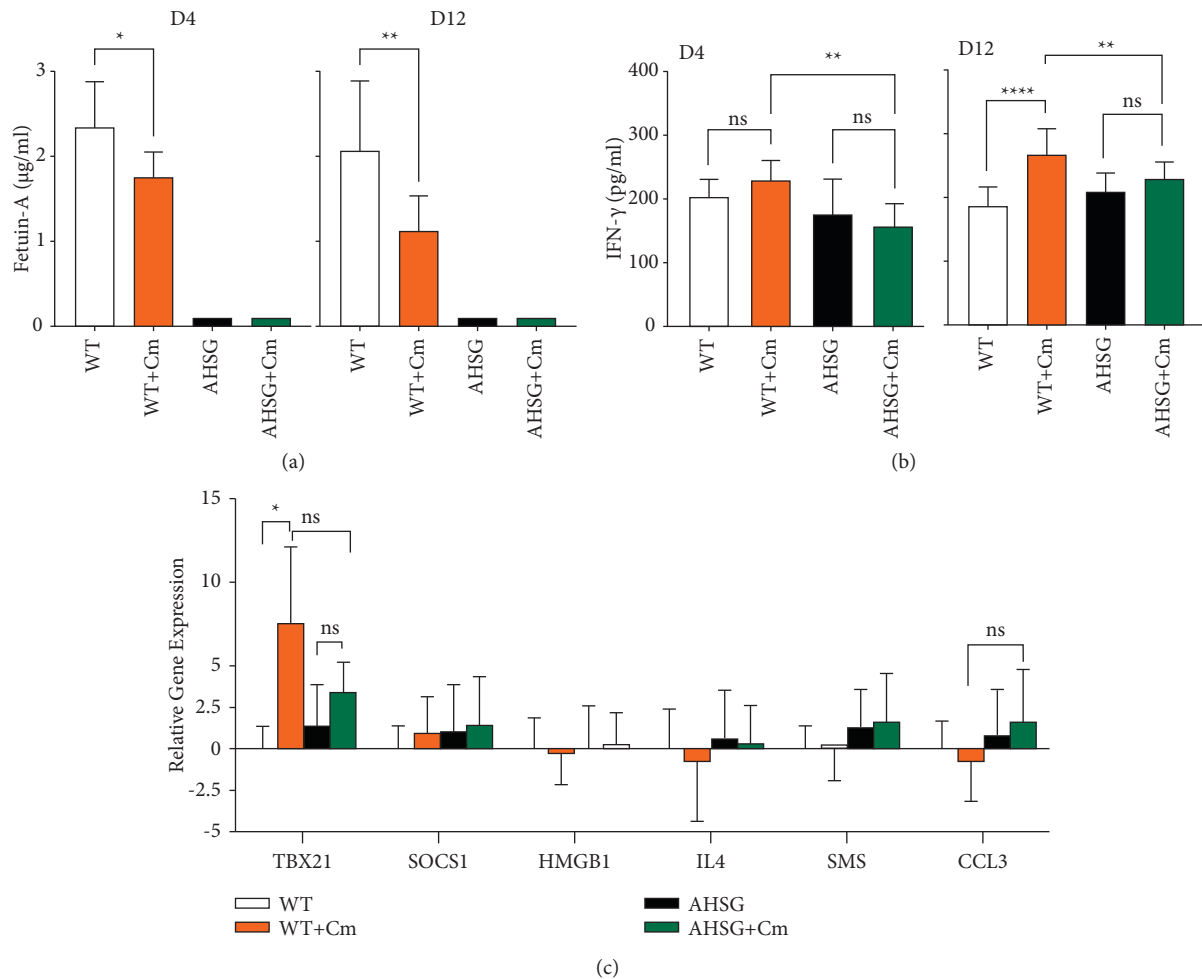 D4
D12
*
**
Fetuin-A (µg/ml)
3
2
1
0
WT
WT+Cm
AHSG
AHSG+Cm
WT
WT+Cm
AHSG
AHSG+Cm
(a)
D4
D12
**
ns
ns
**
****
ns
IFN-γ (pg/ml)
400
300
200
100
0
WT
WT+Cm
AHSG
AHSG+Cm
WT
WT+Cm
AHSG
AHSG+Cm
(b)
Relative Gene Expression
15
10
5
2.5
0
-2.5
-5
*
ns
ns
ns
TBX21
SOCS1
HMGB1
IL4
SMS
CCL3
WT
WT+Cm
AHSG
AHSG+Cm
(c)